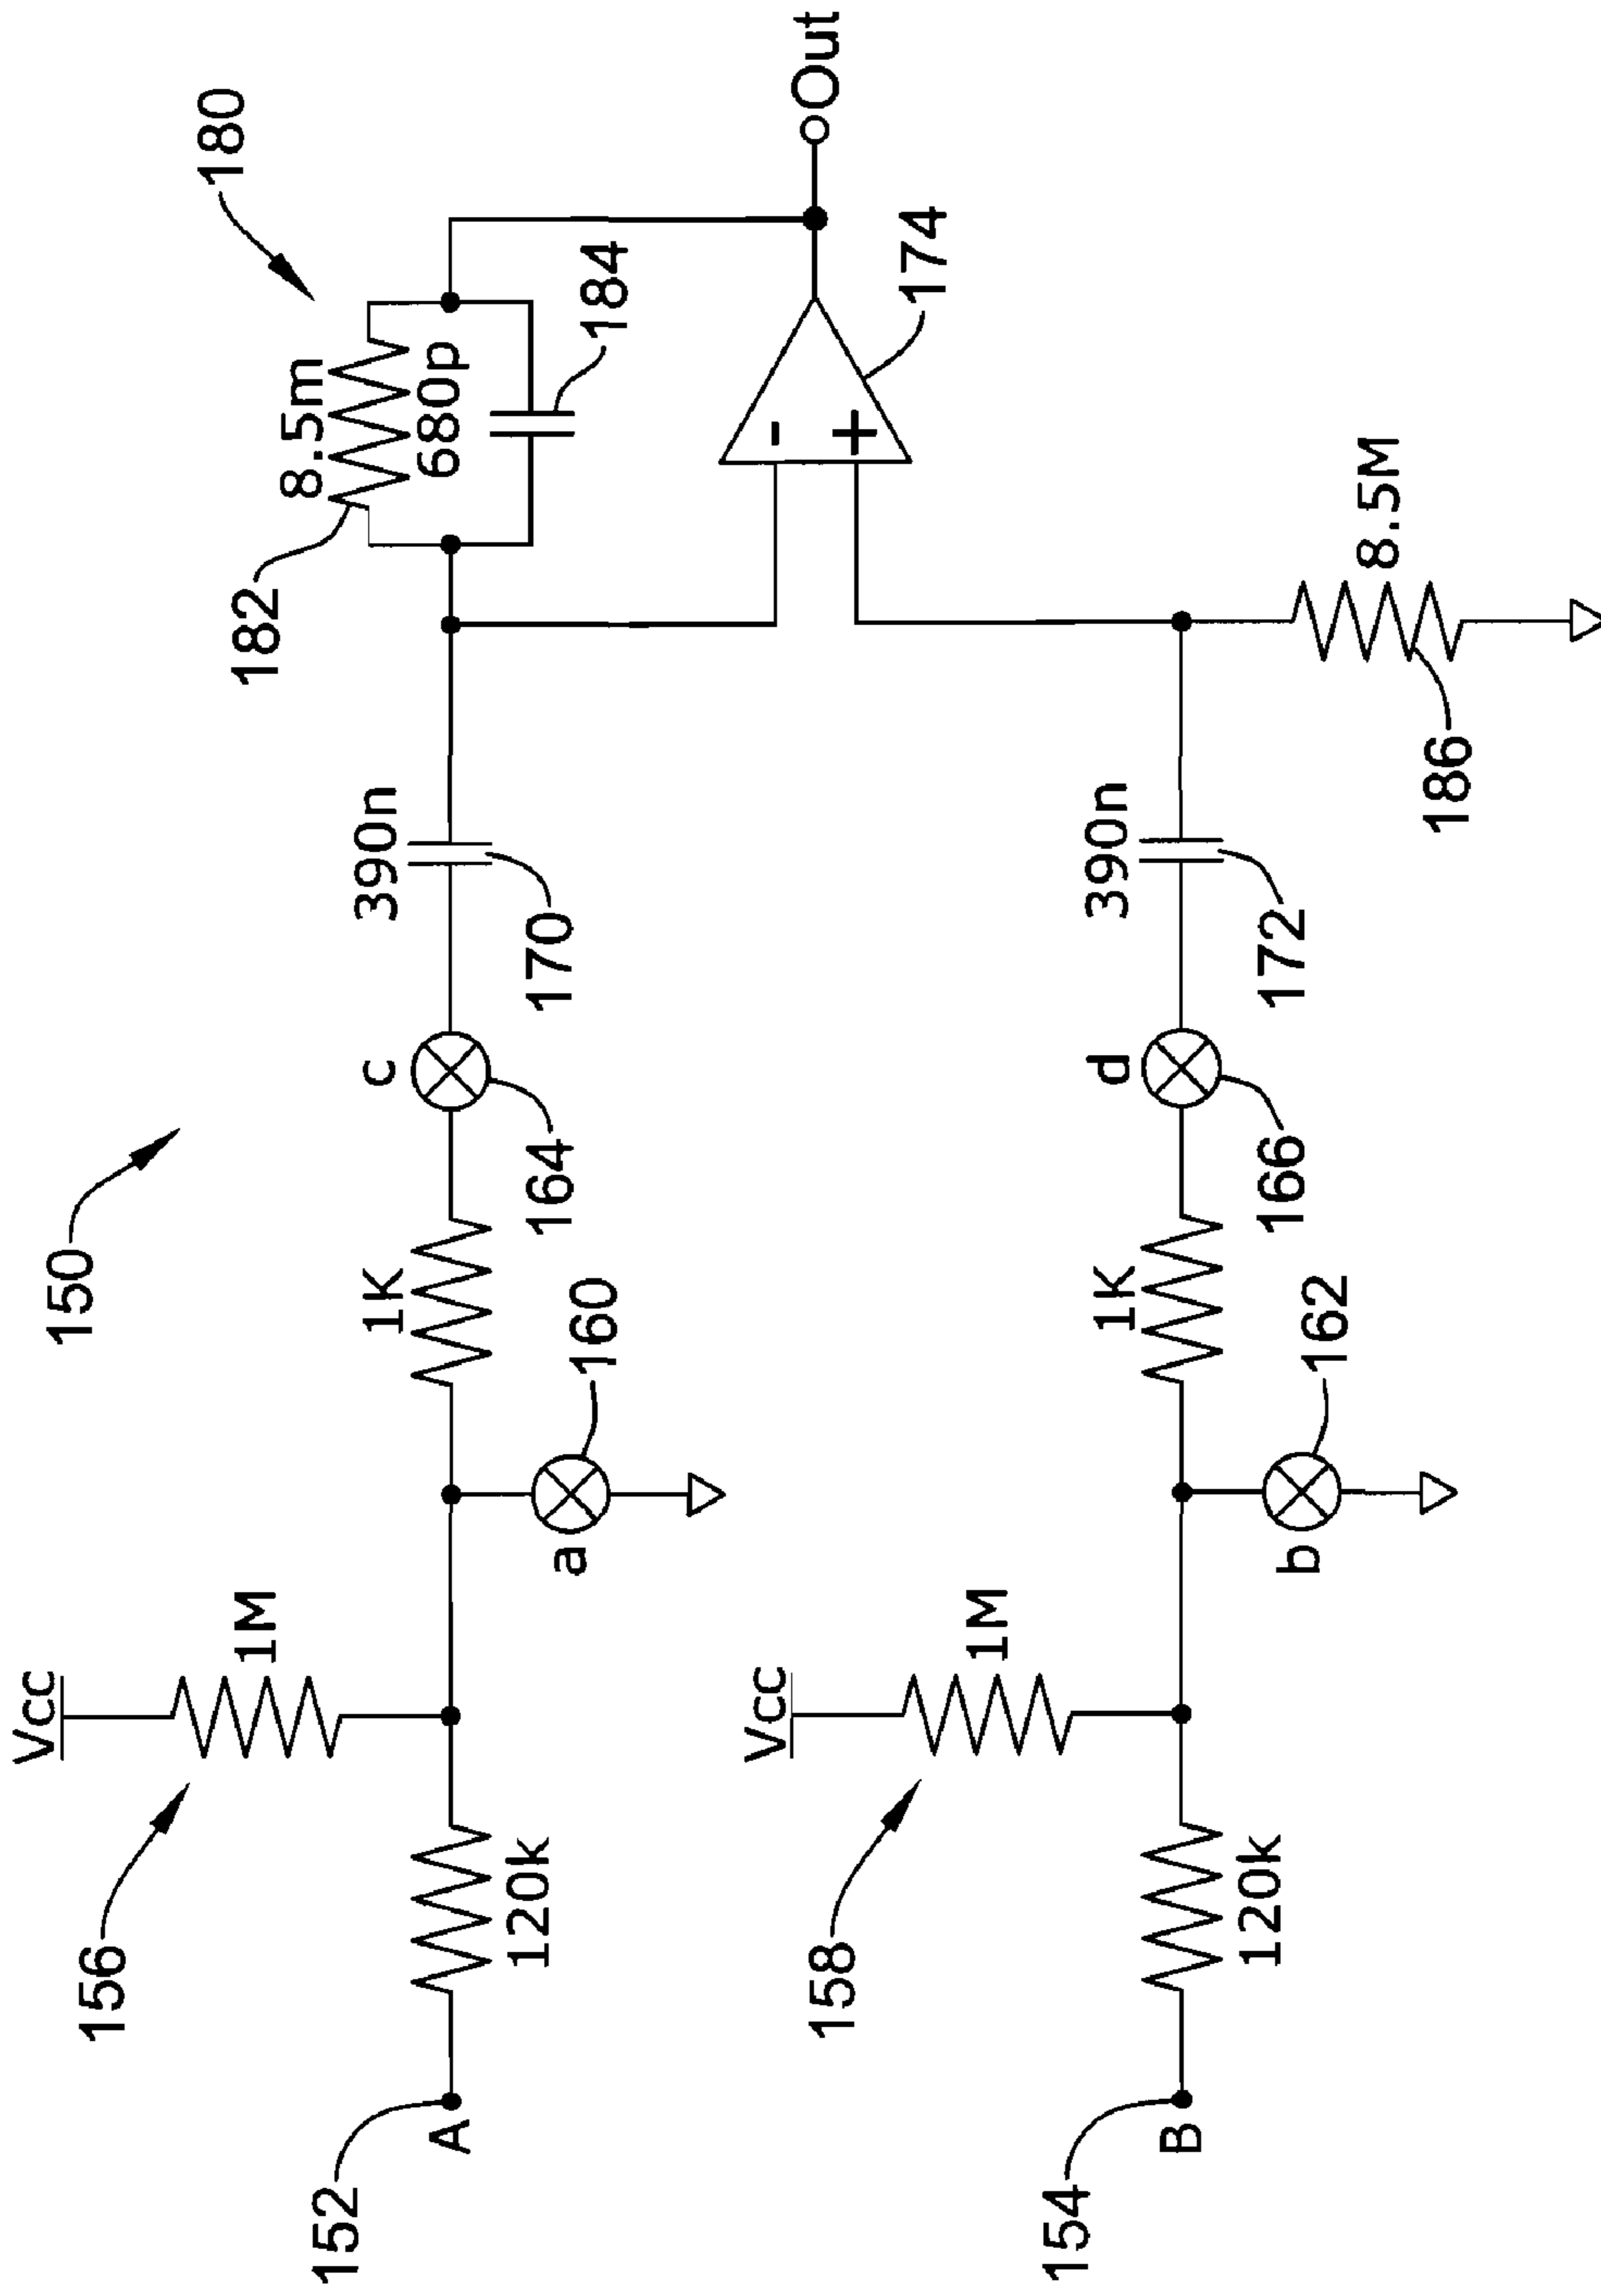 150
180
182
8.5m
680p
184
Vcc
156
1M
390n
170
c
164
1K
a
160
120k
A
152
-
+
174
Out
Vcc
158
1M
390n
172
d
166
1K
b
162
120k
B
154
8.5M
186